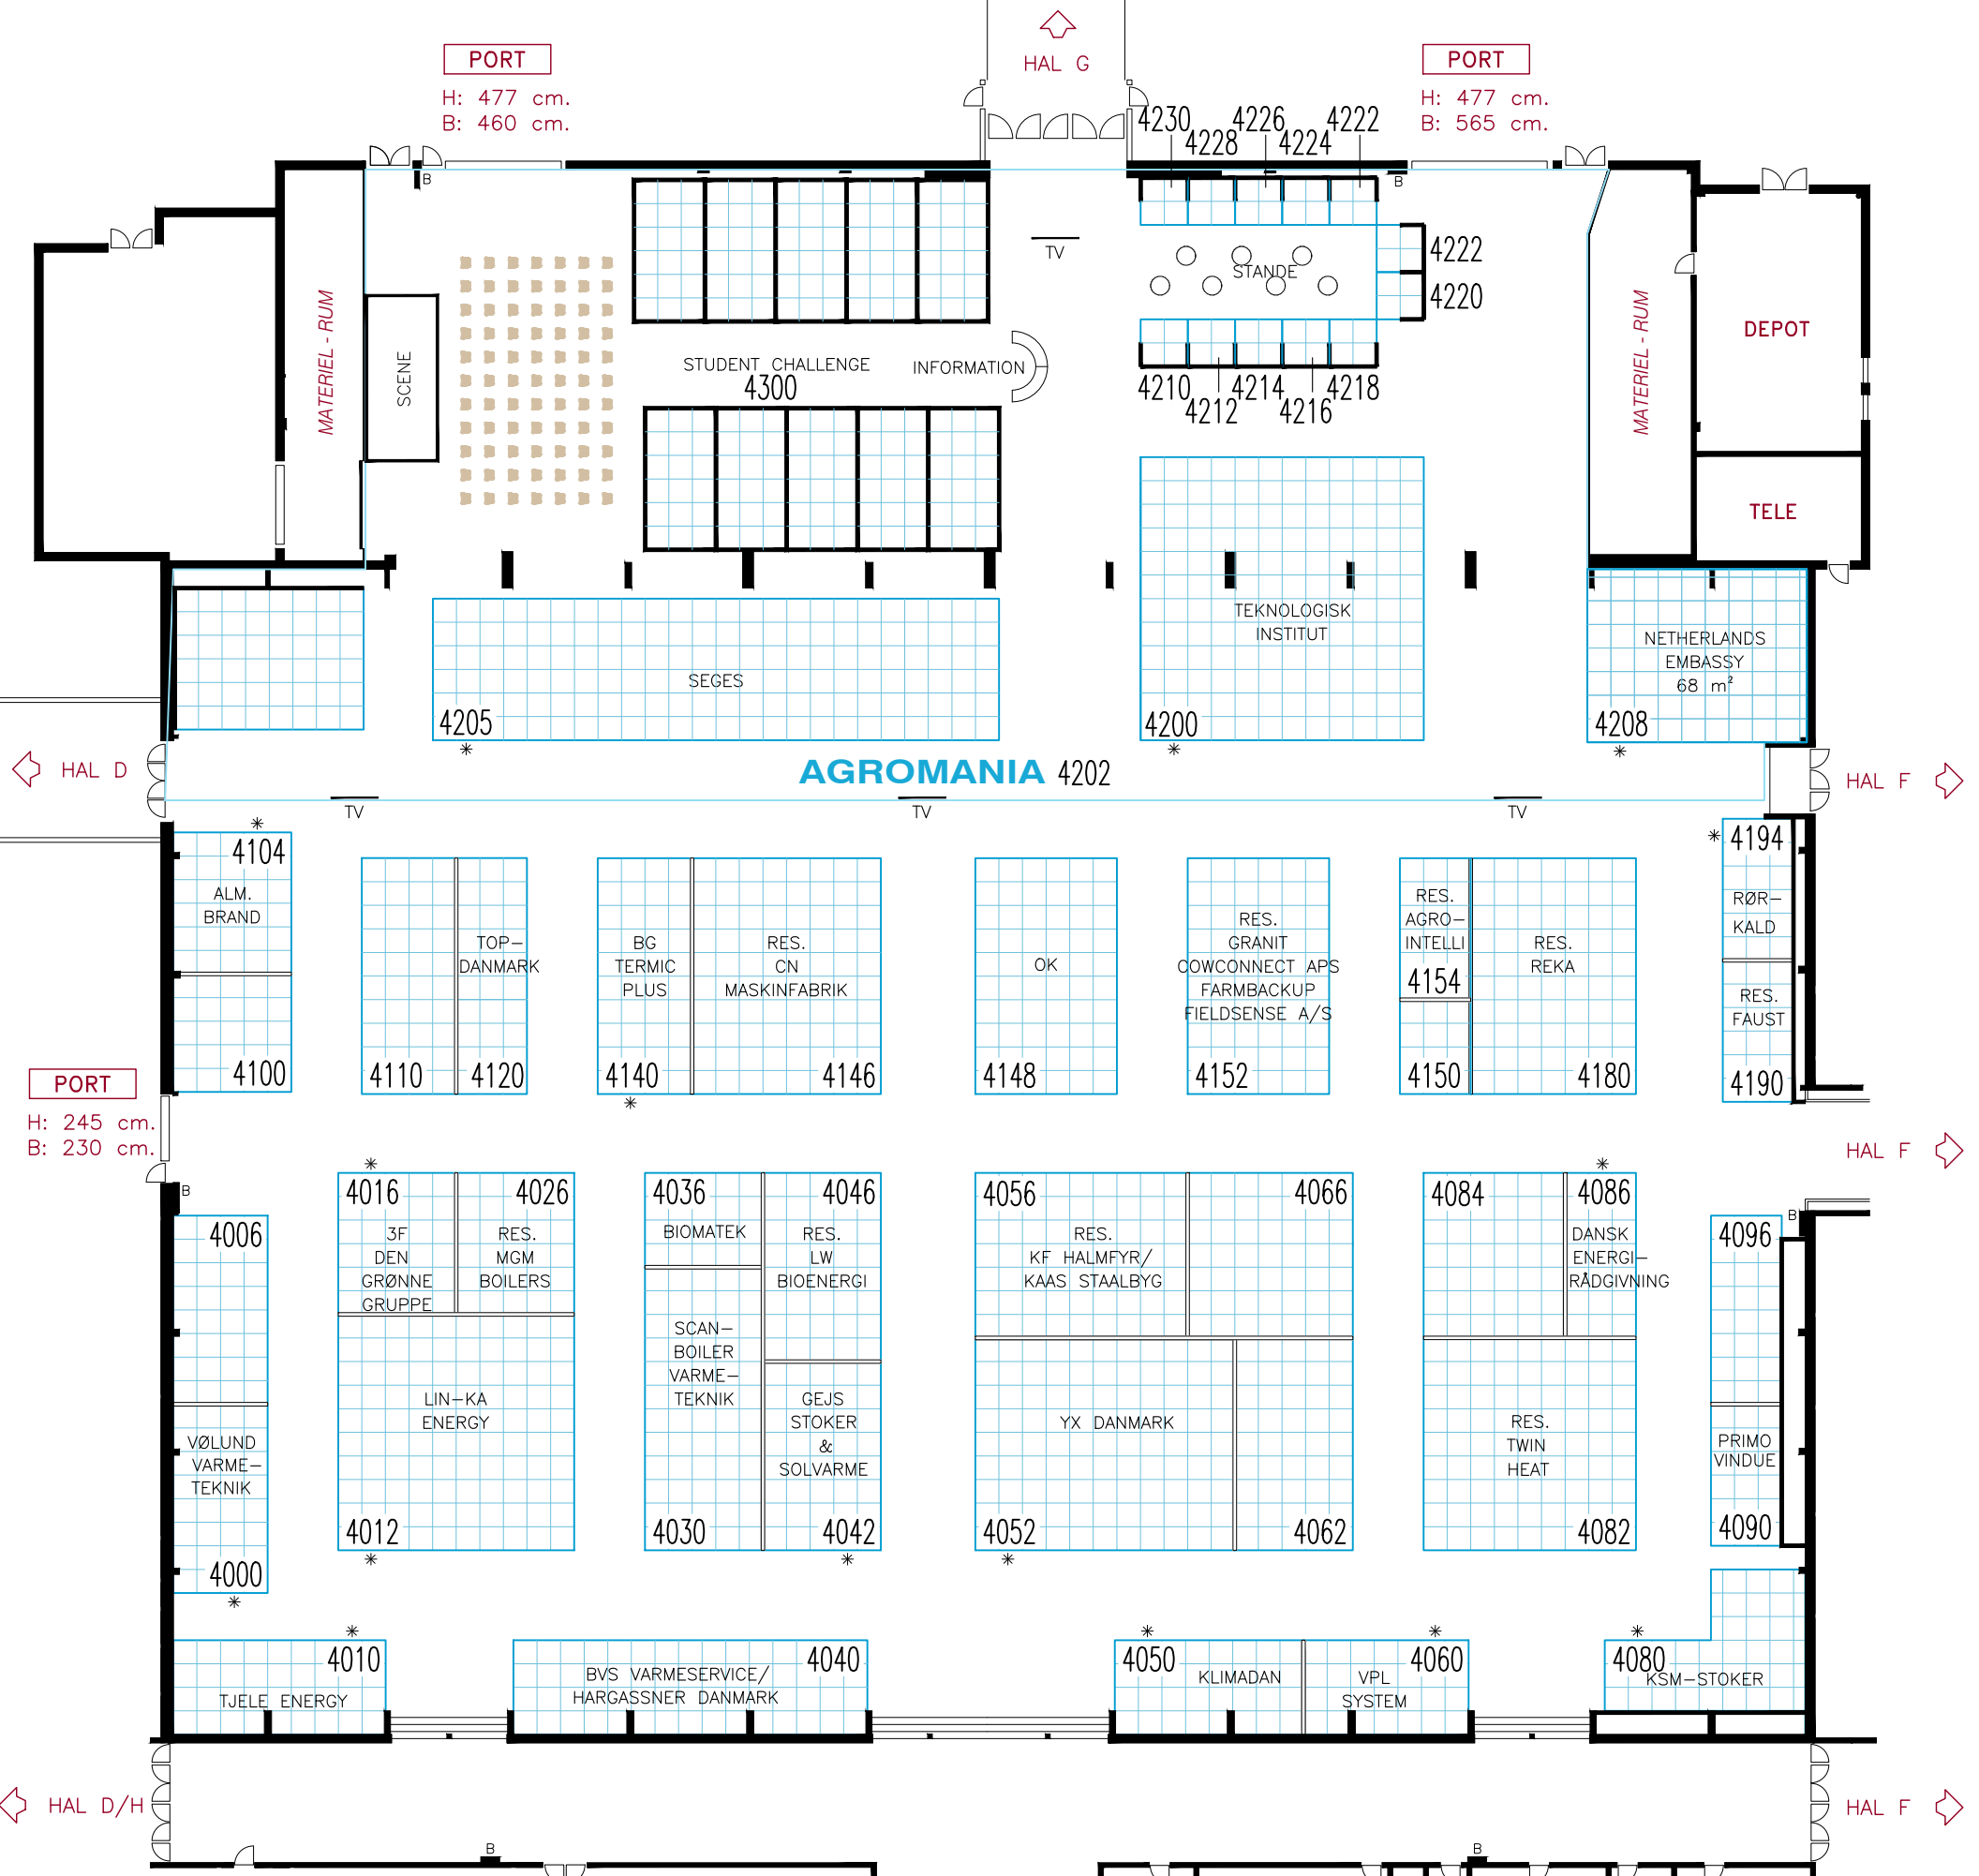 HAL G
PORT
H: 477 cm.
B: 460 cm.
PORT
H: 477 cm.
B: 565 cm.
4230
4228
4226
4224
4222
B
B
TV
STANDE
4222
4220
MATERIEL - RUM
SCENE
STUDENT CHALLENGE
4300
INFORMATION
4210
4212
4214
4216
4218
MATERIEL - RUM
DEPOT
TELE
TEKNOLOGISK
INSTITUT
4200
*
NETHERLANDS
EMBASSY
68 m²
4208
*
SEGES
4205
*
HAL D
AGROMANIA 4202
HAL F
TV
TV
TV
*
4104
ALM.
BRAND
4100
4110
TOP-
DANMARK
4120
BG
TERMIC
PLUS
4140
*
RES.
CN
MASKINFABRIK
4146
OK
4148
RES.
GRANIT
COWCONNECT APS
FARMBACKUP
FIELDSENSE A/S
4152
RES.
AGRO-
INTELLI
4154
4150
RES.
REKA
4180
*
4194
RØR-
KALD
RES.
FAUST
4190
PORT
H: 245 cm.
B: 230 cm.
HAL F
B
4006
VØLUND
VARME-
TEKNIK
4000
*
*
4016
3F
DEN
GRØNNE
GRUPPE
4026
RES.
MGM
BOILERS
LIN-KA
ENERGY
4012
*
4036
BIOMATEK
4046
RES.
LW
BIOENERGI
SCAN-
BOILER
VARME-
TEKNIK
4030
GEJS
STOKER
&
SOLVARME
4042
*
4056
RES.
KF HALMFYR/
KAAS STAALBYG
4066
YX DANMARK
4052
*
4062
4084
*
4086
DANSK
ENERGI-
RÅDGIVNING
RES.
TWIN
HEAT
4082
B
4096
PRIMO
VINDUE
4090
*
4010
TJELE ENERGY
4040
BVS VARMESERVICE/
HARGASSNER DANMARK
*
4050
KLIMADAN
*
4060
VPL
SYSTEM
*
4080
KSM-STOKER
HAL D/H
HAL F
B
B